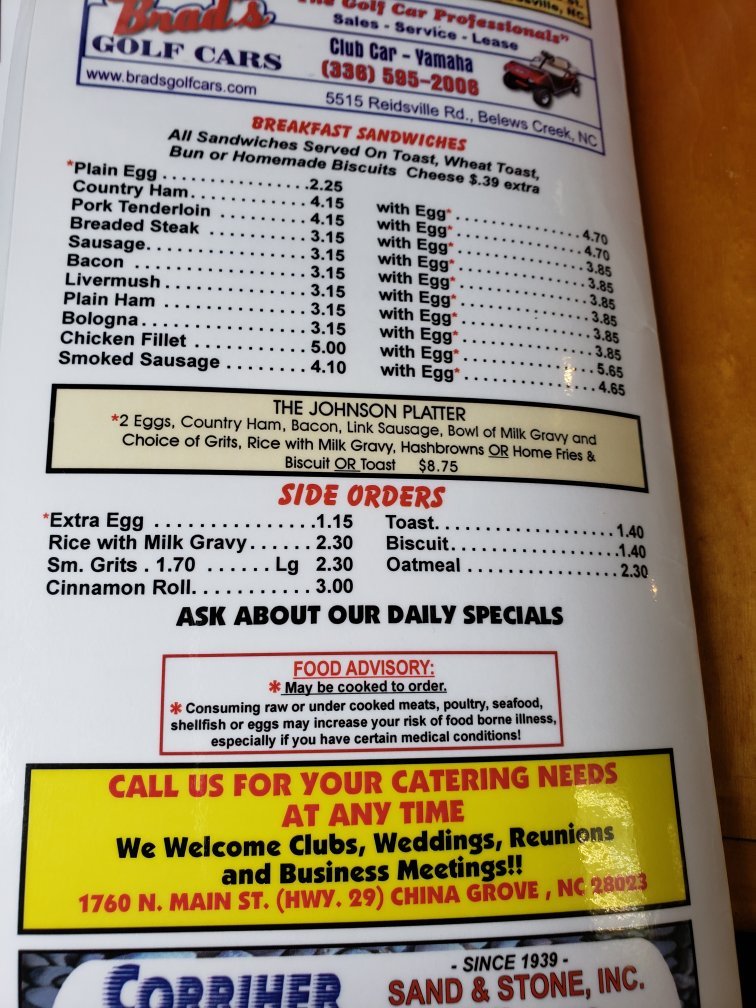 Brad's
The Golf Car Professionals"
Sales - Service - Lease
GOLF CARS
Club Car - Yamaha
(336) 595-2008
www.bradsgolfcars.com
5515 Reidsville Rd., Belews Creek, NC
BREAKFAST SANDWICHES
All Sandwiches Served On Toast, Wheat Toast,
Bun or Homemade Biscuits Cheese $.39 extra
*Plain Egg ...............2.25
Country Ham............4.15 with Egg*...............4.70
Pork Tenderloin ........4.15 with Egg*...............4.70
Breaded Steak ..........3.15 with Egg*...............3.85
Sausage................3.15 with Egg*...............3.85
Bacon ..................3.15 with Egg*...............3.85
Livermush ..............3.15 with Egg*...............3.85
Plain Ham ..............3.15 with Egg*...............3.85
Bologna................3.15 with Egg*...............3.85
Chicken Fillet ..........5.00 with Egg*...............5.65
Smoked Sausage ........4.10 with Egg*...............4.65
THE JOHNSON PLATTER
*2 Eggs, Country Ham, Bacon, Link Sausage, Bowl of Milk Gravy and
Choice of Grits, Rice with Milk Gravy, Hashbrowns OR Home Fries &
Biscuit OR Toast $8.75
SIDE ORDERS
*Extra Egg ...............1.15 Toast..................1.40
Rice with Milk Gravy......2.30 Biscuit................1.40
Sm. Grits . 1.70 ......Lg 2.30 Oatmeal ...............2.30
Cinnamon Roll...........3.00
ASK ABOUT OUR DAILY SPECIALS
FOOD ADVISORY:
* May be cooked to order.
* Consuming raw or under cooked meats, poultry, seafood,
shellfish or eggs may increase your risk of food borne illness,
especially if you have certain medical conditions!
CALL US FOR YOUR CATERING NEEDS
AT ANY TIME
We Welcome Clubs, Weddings, Reunions
and Business Meetings!!
1760 N. MAIN ST. (HWY. 29) CHINA GROVE , NC 28023
CORRIHER
- SINCE 1939 -
SAND & STONE, INC.